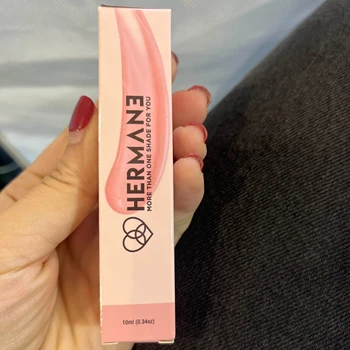 HERMANE
MORE THAN ONE SHADE FOR YOU
10ml (0.34oz)